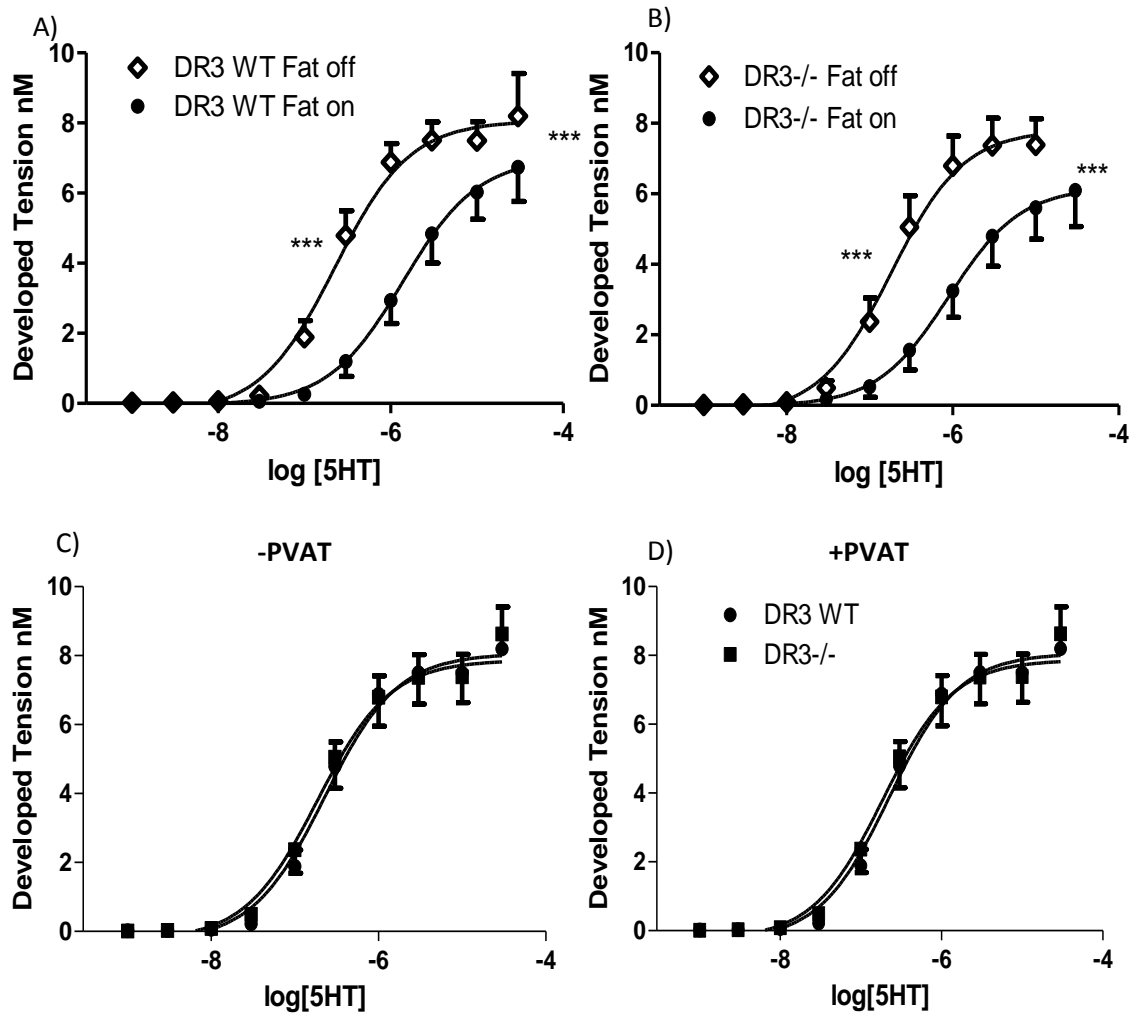 A)
DR3 WT Fat off
DR3 WT Fat on
10
8
6
4
2
0
***
***
-8
-6
-4
Developed Tension nM
log [5HT]
B)
DR3-/- Fat off
DR3-/- Fat on
10
8
6
4
2
0
***
***
-8
-6
-4
Developed Tension nM
log [5HT]
C)
-PVAT
10
8
6
4
2
0
-8
-6
-4
Developed Tension nM
log[5HT]
D)
+PVAT
DR3 WT
DR3-/-
10
8
6
4
2
0
-8
-6
-4
Developed Tension nM
log[5HT]